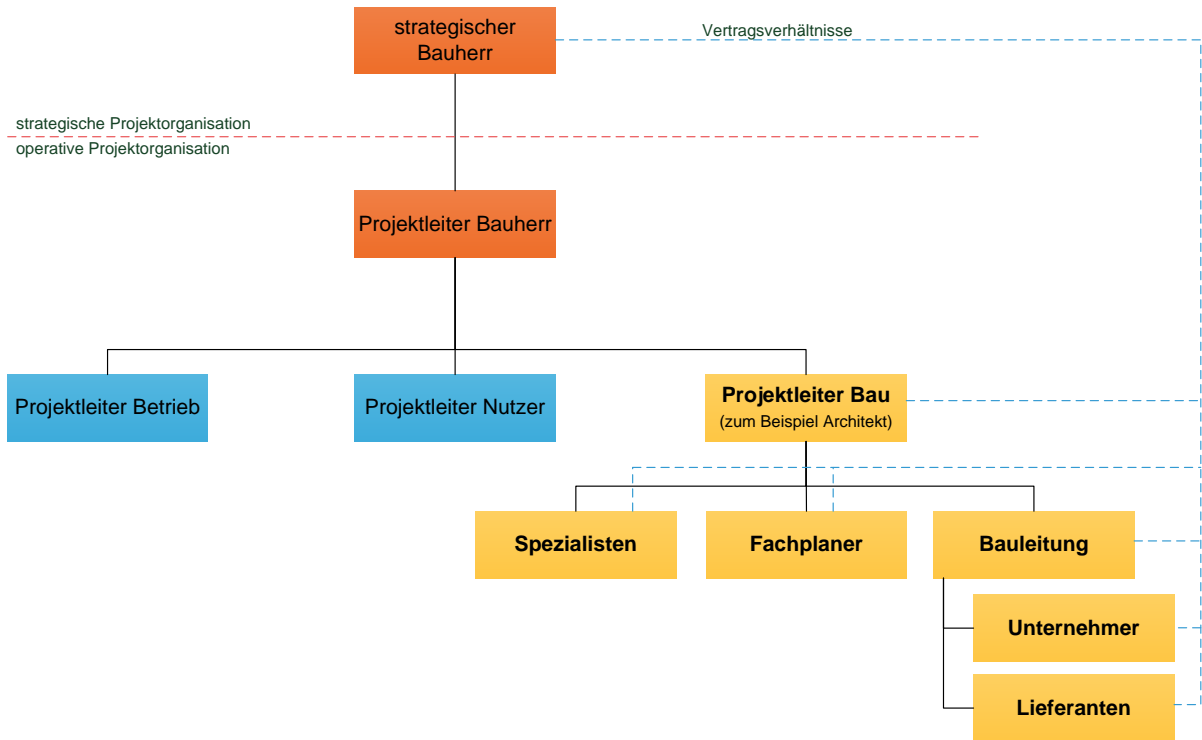 strategischer
Bauherr
Vertragsverhältnisse
strategische Projektorganisation
operative Projektorganisation
Projektleiter Bauherr
Projektleiter Betrieb
Projektleiter Nutzer
Projektleiter Bau
(zum Beispiel Architekt)
Spezialisten
Fachplaner
Bauleitung
Unternehmer
Lieferanten